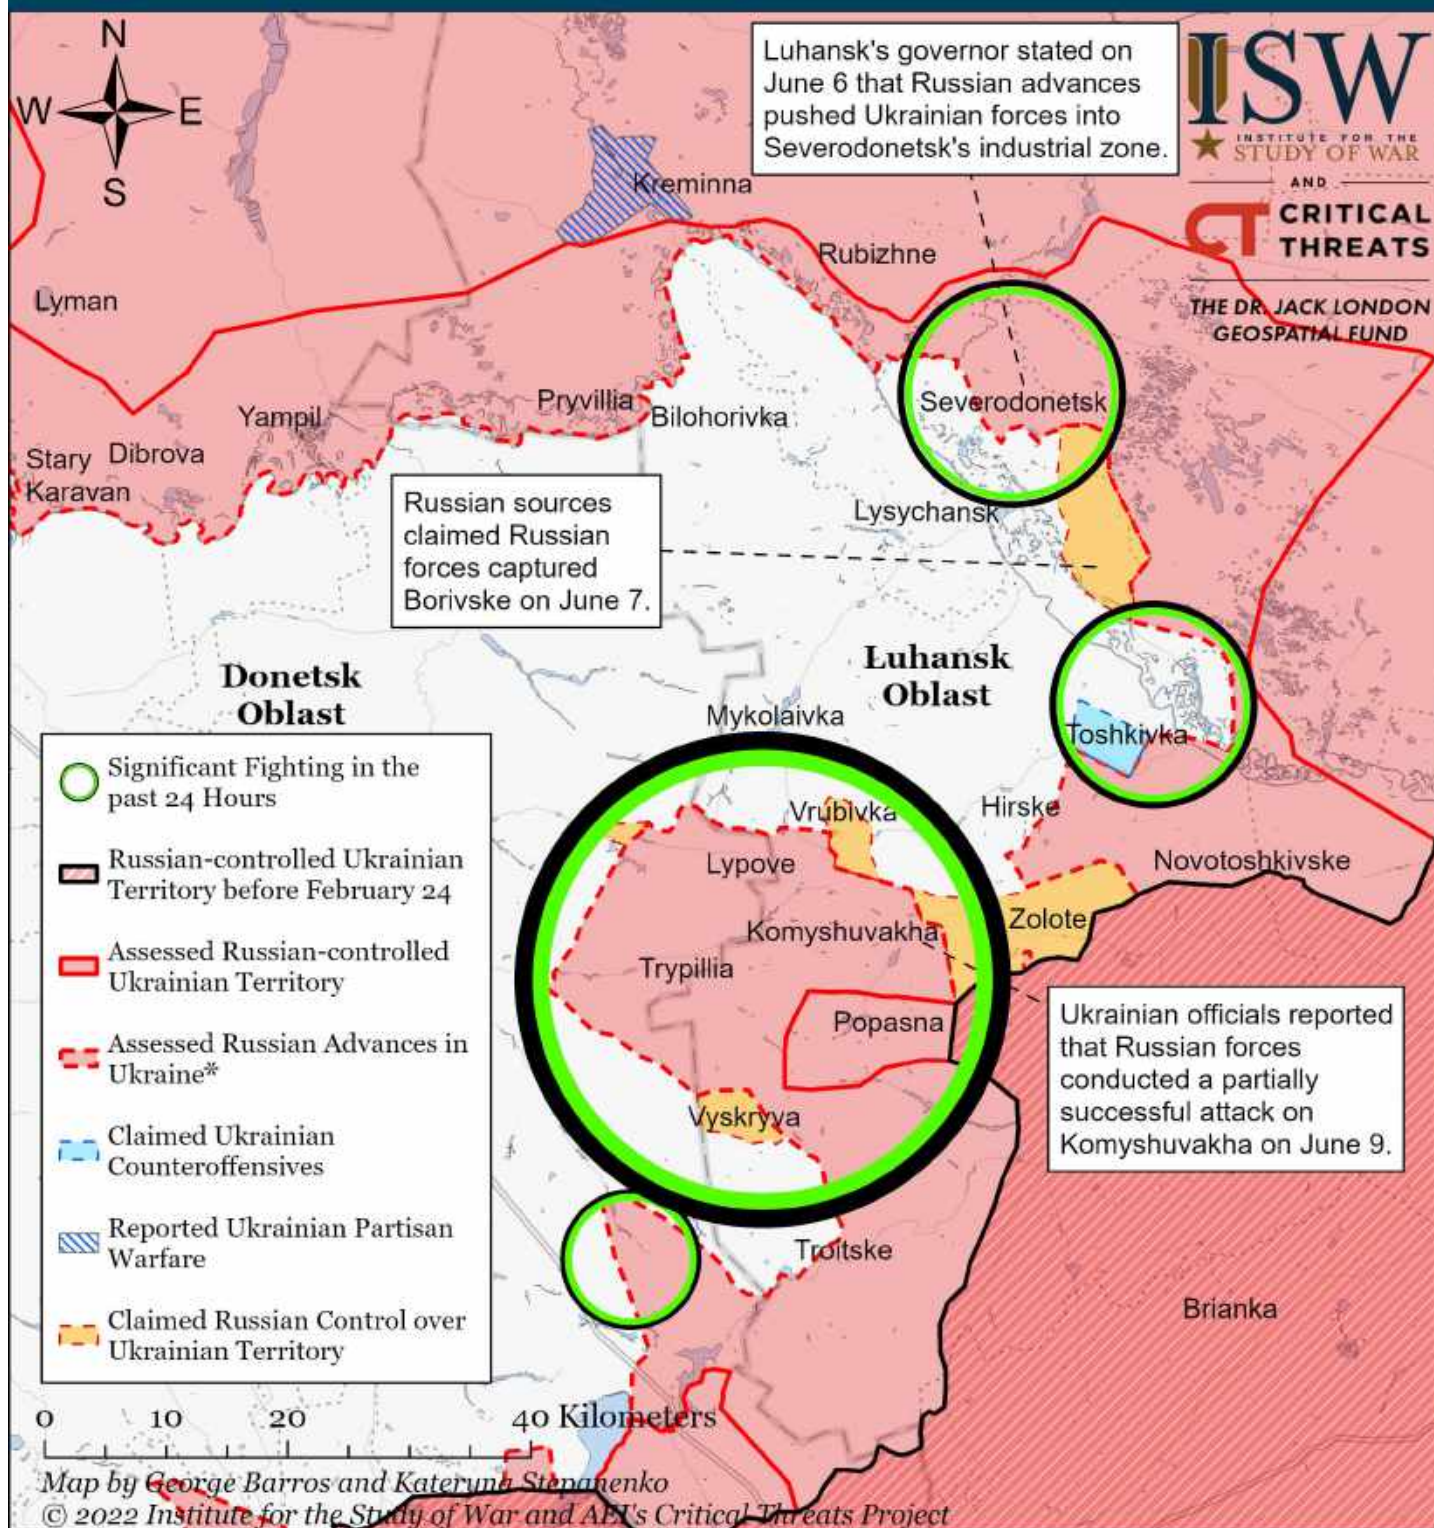 N
W E
S
Luhansk's governor stated on
June 6 that Russian advances
pushed Ukrainian forces into
Severodonetsk's industrial zone.
ISW
INSTITUTE FOR THE
STUDY OF WAR
AND
CT CRITICAL
THREATS
THE DR. JACK LONDON
GEOSPATIAL FUND
Kreminna
Rubizhne
Lyman
Yampil
Pryvillia
Bilohorivka
Severodonetsk
Stary
Karavan
Dibrova
Russian sources
claimed Russian
forces captured
Borivske on June 7.
Lysychansk
Donetsk
Oblast
Luhansk
Oblast
Mykolaivka
Toshkivka
Significant Fighting in the
past 24 Hours
Russian-controlled Ukrainian
Territory before February 24
Assessed Russian-controlled
Ukrainian Territory
Assessed Russian Advances in
Ukraine*
Claimed Ukrainian
Counteroffensives
Reported Ukrainian Partisan
Warfare
Claimed Russian Control over
Ukrainian Territory
Vrubivka
Hirske
Lypove
Novotoshkivske
Komyshuvakha
Zolote
Trypillia
Popasna
Ukrainian officials reported
that Russian forces
conducted a partially
successful attack on
Komyshuvakha on June 9.
Vyskryva
Troitske
Brianka
0 10 20 40 Kilometers
Map by George Barros and Kateryna Stepanenko
© 2022 Institute for the Study of War and AEI's Critical Threats Project